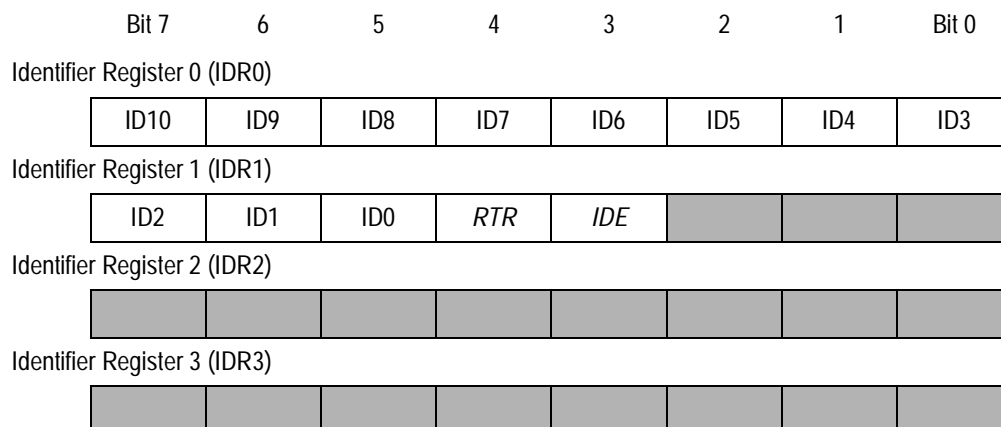 Bit 7 6 5 4 3 2 1 Bit 0
Identifier Register 0 (IDR0)
ID10 ID9 ID8 ID7 ID6 ID5 ID4 ID3
Identifier Register 1 (IDR1)
ID2 ID1 ID0 RTR IDE
Identifier Register 2 (IDR2)
Identifier Register 3 (IDR3)